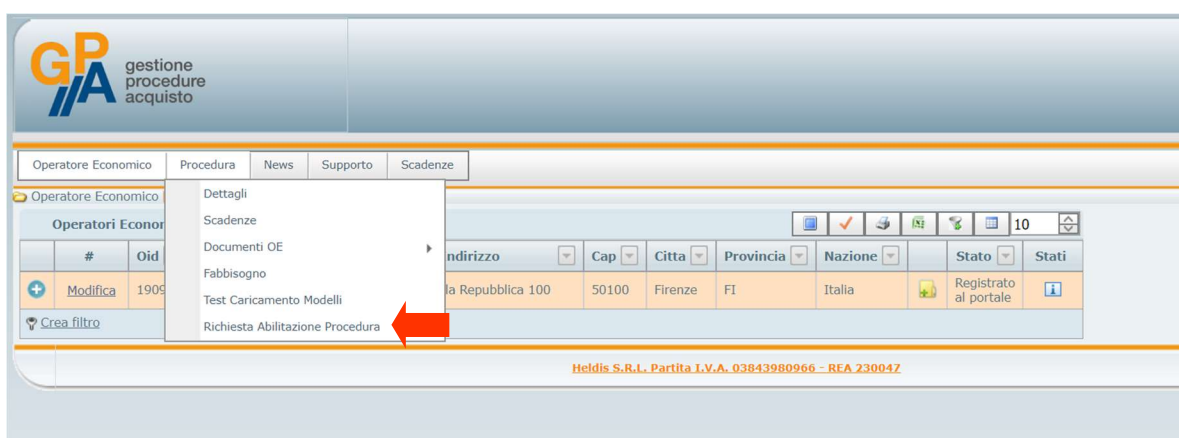 GPA
gestione
procedure
acquisto
Operatore Economico Procedura News Supporto Scadenze
Dettagli
Scadenze
Documenti OE
Fabbisogno
Test Caricamento Modelli
Richiesta Abilitazione Procedura
Operatore Economico
Operatori Econor 10
# Oid ndirizzo Cap Citta Provincia Nazione Stato Stati
Modifica 1909 la Repubblica 100 50100 Firenze FI Italia Registrato
al portale
Crea filtro
Heldis S.R.L. Partita I.V.A. 03843980966 - REA 230047